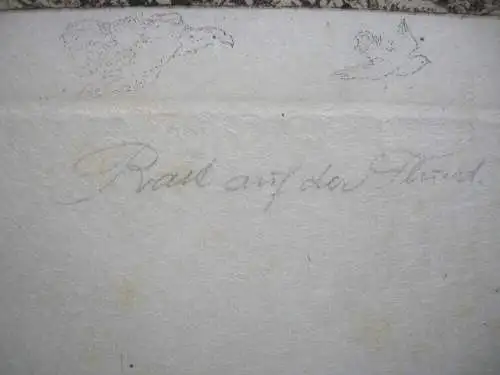 Rast auf der Flucht.